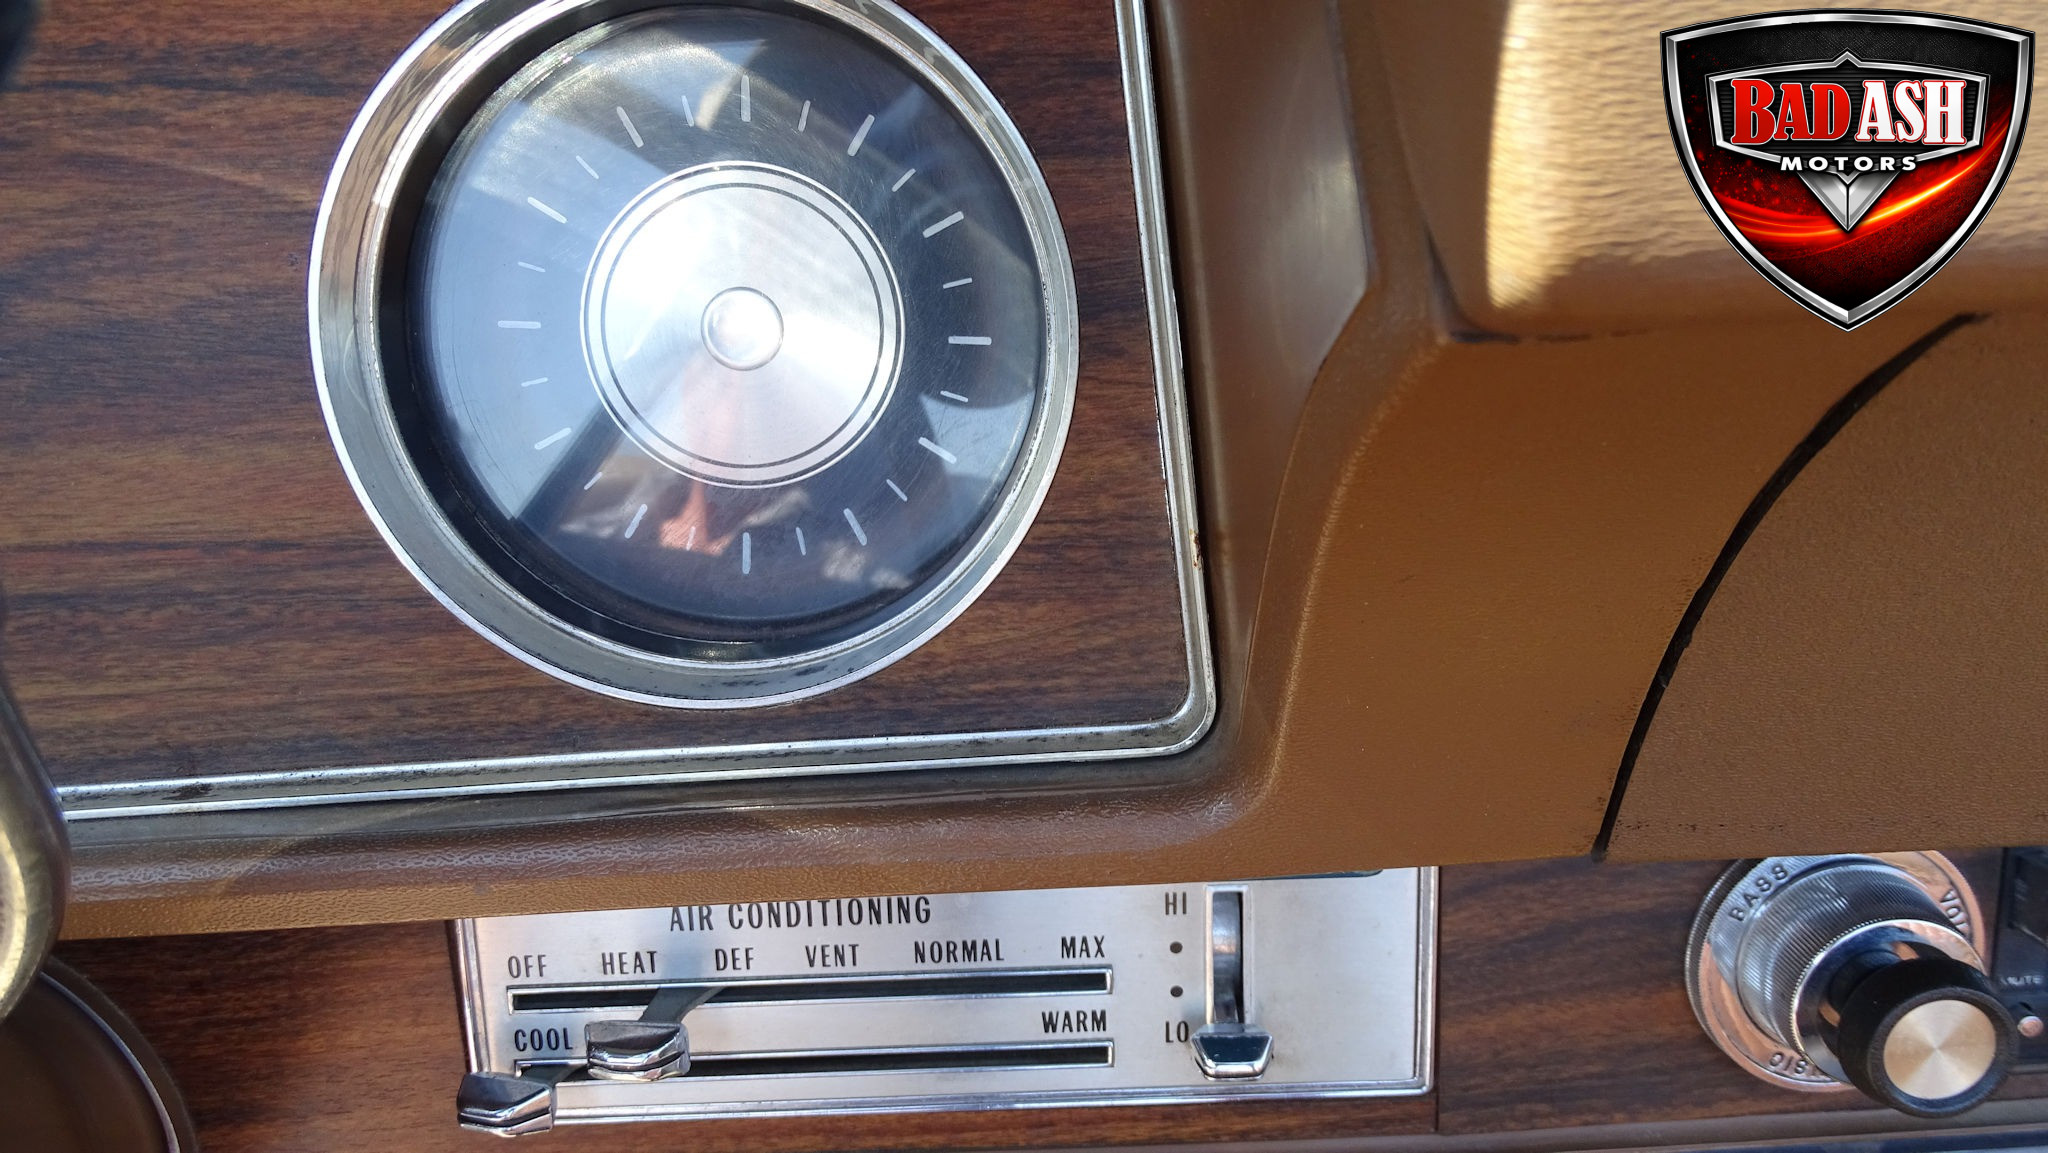 BAD ASH
MOTORS
AIR CONDITIONING
OFF HEAT DEF VENT NORMAL MAX
COOL WARM
HI
LO
BASS